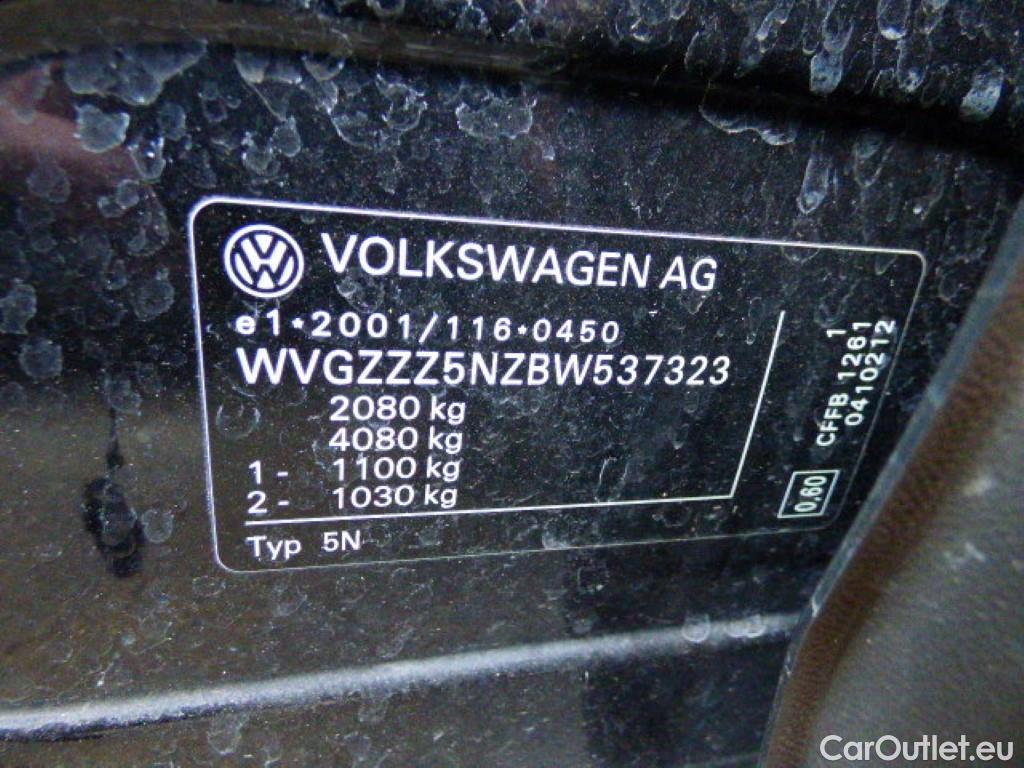 VOLKSWAGEN AG
e1*2001/116*0450
WVGZZZ5NZBW537323
2080 kg
4080 kg
1 - 1100 kg
2 - 1030 kg
Typ 5N
CFFB 1261 1
0410212
0,60
CarOutlet.eu